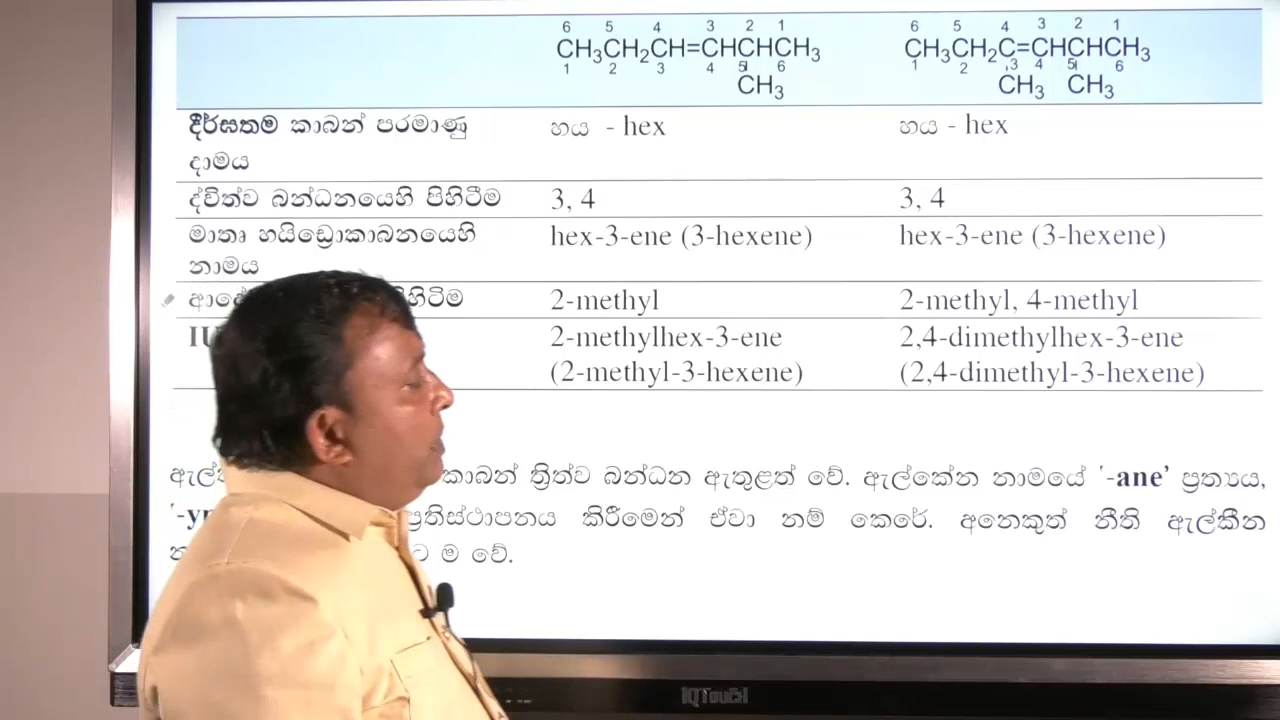 6 5 4 3 2 1 6 5 4 3 2 1
CH3CH2CH=CHCHCH3 CH3CH2C=CHCHCH3
1 2 3 4 5 6 1 2 3 4 5 6
CH3 CH3 CH3
දීර්ඝතම කාබන් පරමාණු හය - hex හය - hex
දාමය
ද්විත්ව බන්ධනයෙහි පිහිටීම 3, 4 3, 4
මාතෘ හයිඩ්‍රොකාබනයෙහි hex-3-ene (3-hexene) hex-3-ene (3-hexene)
නාමය
2-methyl 2-methyl, 4-methyl
2-methylhex-3-ene 2,4-dimethylhex-3-ene
(2-methyl-3-hexene) (2,4-dimethyl-3-hexene)
කාබන් ත්‍රිත්ව බන්ධන ඇතුළත් වේ. ඇල්කේන නාමයේ '-ane’ ප්‍රත්‍යය,
ප්‍රතිස්ථාපනය කිරීමෙන් ඒවා නම් කෙරේ. අනෙකුත් නීති ඇල්කීන
ම වේ.
IQTouch